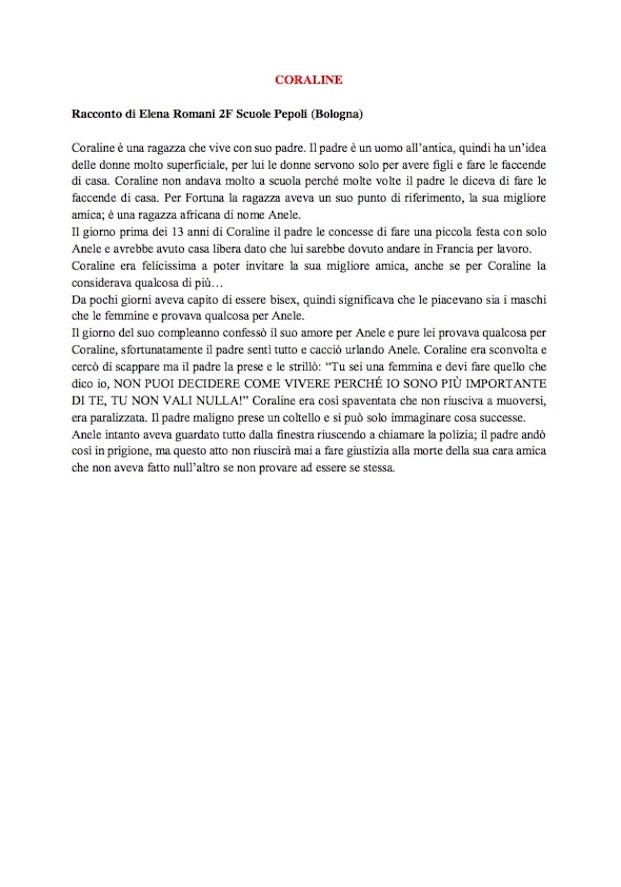 CORALINE
Racconto di Elena Romani 2F Scuole Pepoli (Bologna)
Coraline è una ragazza che vive con suo padre. Il padre è un uomo all’antica, quindi ha un’idea
delle donne molto superficiale, per lui le donne servono solo per avere figli e fare le faccende
di casa. Coraline non andava molto a scuola perché molte volte il padre le diceva di fare le
faccende di casa. Per Fortuna la ragazza aveva un suo punto di riferimento, la sua migliore
amica; è una ragazza africana di nome Anele.
Il giorno prima dei 13 anni di Coraline il padre le concesse di fare una piccola festa con solo
Anele e avrebbe avuto casa libera dato che lui sarebbe dovuto andare in Francia per lavoro.
Coraline era felicissima a poter invitare la sua migliore amica, anche se per Coraline la
considerava qualcosa di più…
Da pochi giorni aveva capito di essere bisex, quindi significava che le piacevano sia i maschi
che le femmine e provava qualcosa per Anele.
Il giorno del suo compleanno confessò il suo amore per Anele e pure lei provava qualcosa per
Coraline, sfortunatamente il padre sentì tutto e cacciò urlando Anele. Coraline era sconvolta e
cercò di scappare ma il padre la prese e le strillò: “Tu sei una femmina e devi fare quello che
dico io, NON PUOI DECIDERE COME VIVERE PERCHÉ IO SONO PIÙ IMPORTANTE
DI TE, TU NON VALI NULLA!” Coraline era così spaventata che non riusciva a muoversi,
era paralizzata. Il padre maligno prese un coltello e si può solo immaginare cosa successe.
Anele intanto aveva guardato tutto dalla finestra riuscendo a chiamare la polizia; il padre andò
così in prigione, ma questo atto non riuscirà mai a fare giustizia alla morte della sua cara amica
che non aveva fatto null’altro se non provare ad essere se stessa.